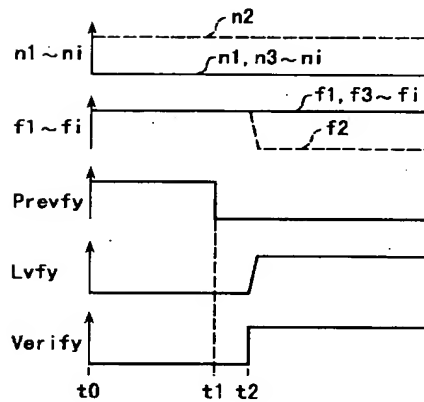 n2
n1～ni
n1, n3～ni
f1, f3～fi
f1～fi
f2
Prevfy
Lvfy
Verify
t0 t1 t2